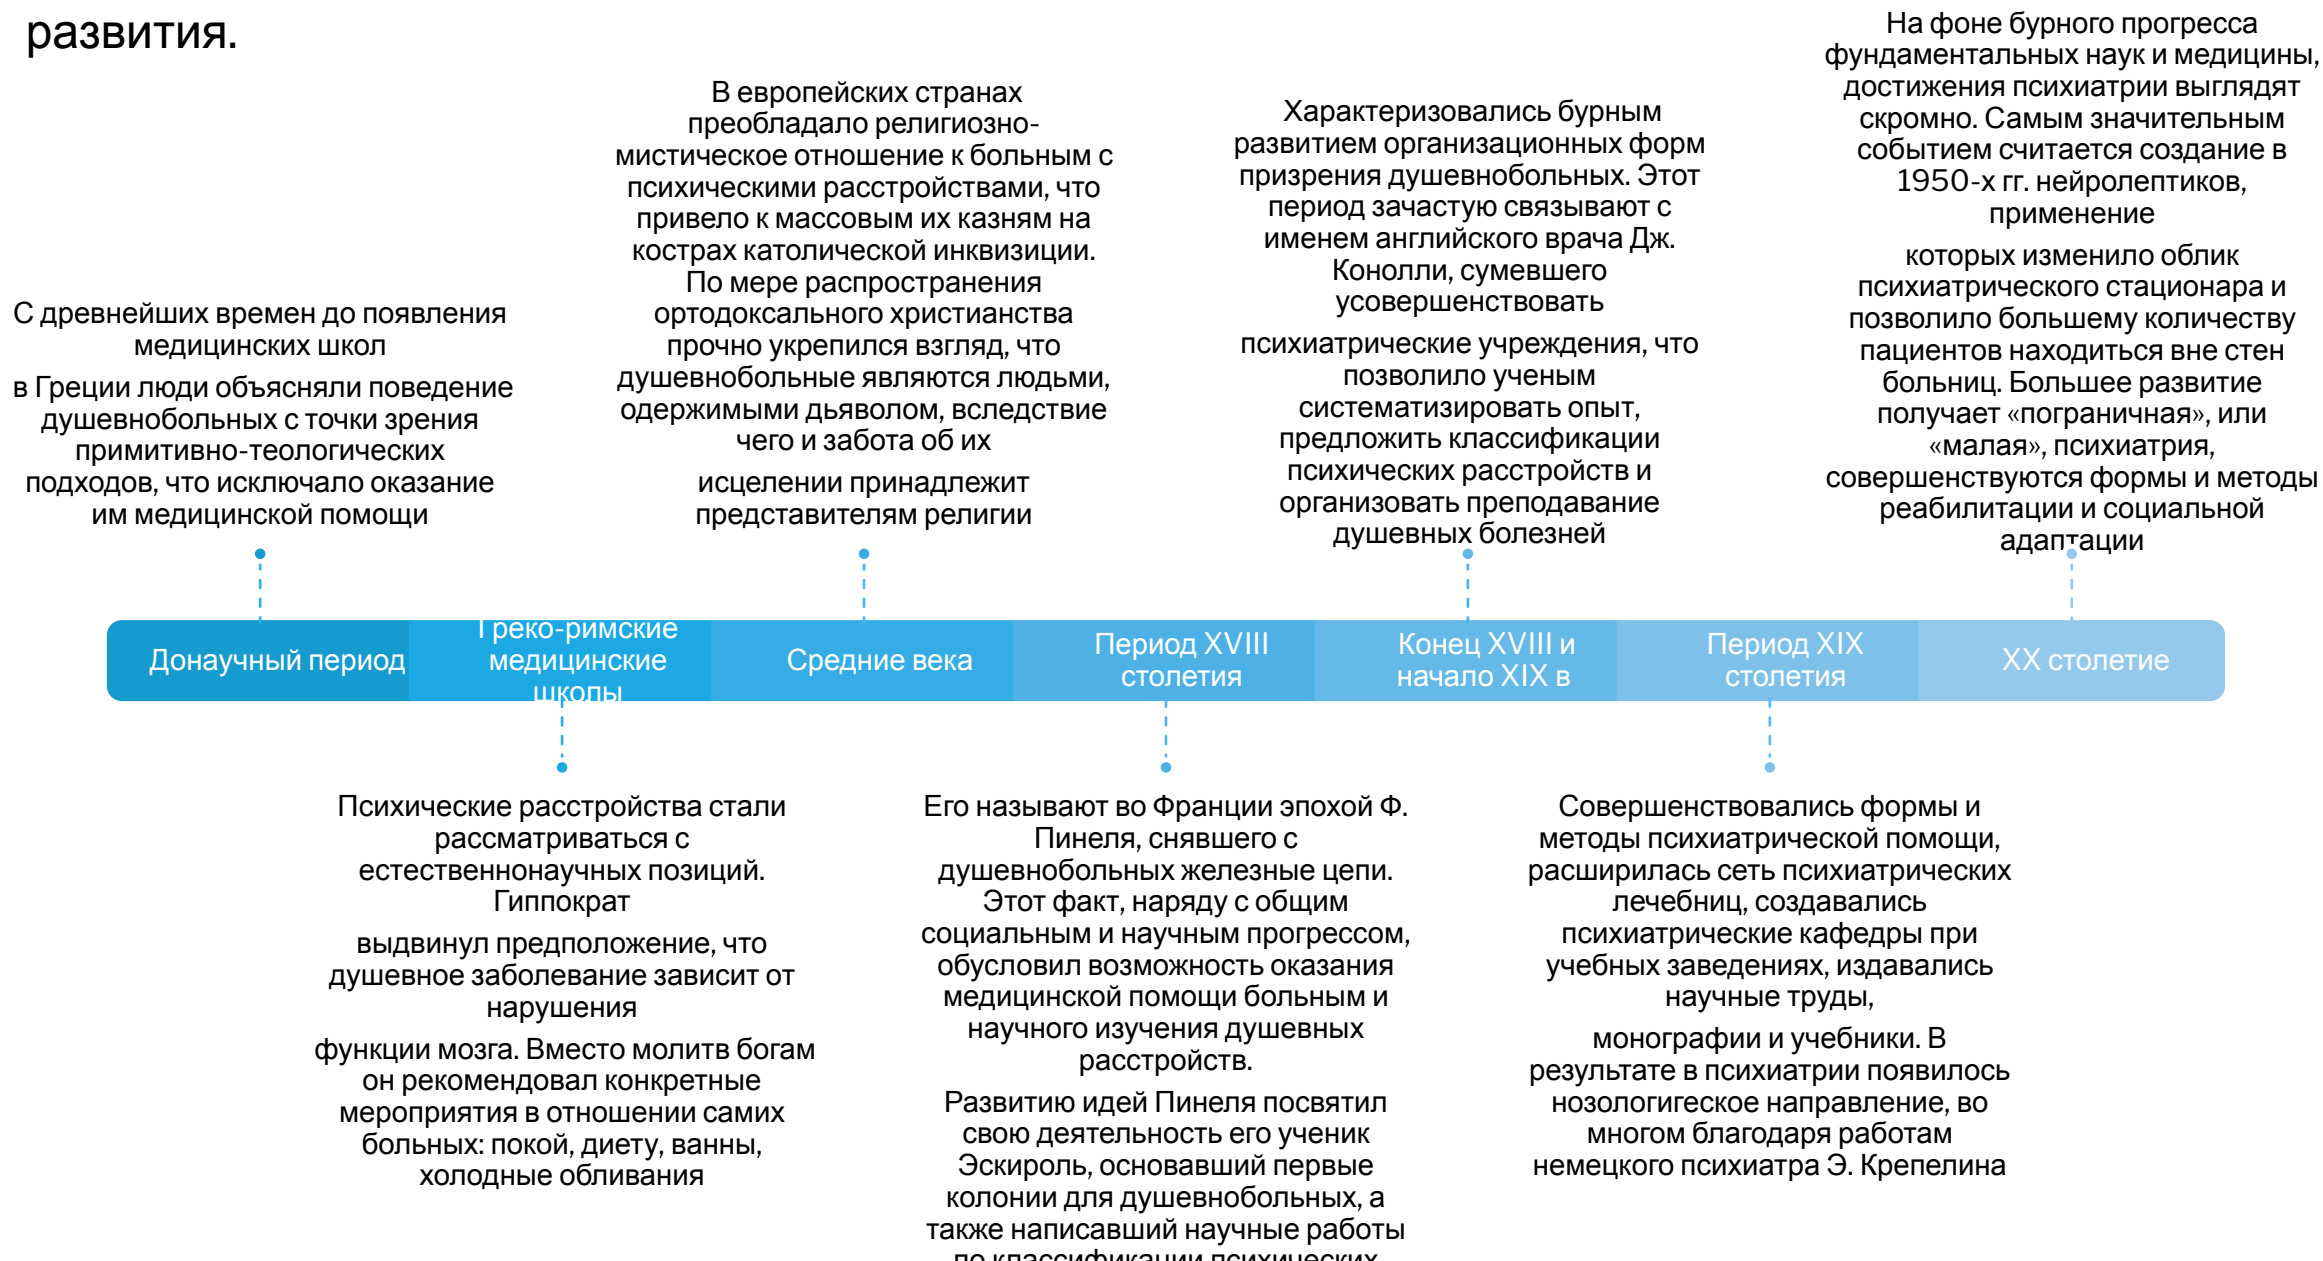 развития.
С древнейших времен до появления
медицинских школ
в Греции люди объясняли поведение
душевнобольных с точки зрения
примитивно-теологических
подходов, что исключало оказание
им медицинской помощи
В европейских странах
преобладало религиозно-
мистическое отношение к больным с
психическими расстройствами, что
привело к массовым их казням на
кострах католической инквизиции.
По мере распространения
ортодоксального христианства
прочно укрепился взгляд, что
душевнобольные являются людьми,
одержимыми дьяволом, вследствие
чего и забота об их
исцелении принадлежит
представителям религии
Характеризовались бурным
развитием организационных форм
призрения душевнобольных. Этот
период зачастую связывают с
именем английского врача Дж.
Конолли, сумевшего
усовершенствовать
психиатрические учреждения, что
позволило ученым
систематизировать опыт,
предложить классификации
психических расстройств и
организовать преподавание
душевных болезней
На фоне бурного прогресса
фундаментальных наук и медицины,
достижения психиатрии выглядят
скромно. Самым значительным
событием считается создание в
1950-х гг. нейролептиков,
применение
которых изменило облик
психиатрического стационара и
позволило большему количеству
пациентов находиться вне стен
больниц. Большее развитие
получает «пограничная», или
«малая», психиатрия,
совершенствуются формы и методы
реабилитации и социальной
адаптации
Донаучный период
Греко-римские
медицинские
школы
Средние века
Период XVIII
столетия
Конец XVIII и
начало XIX в
Период XIX
столетия
XX столетие
Психические расстройства стали
рассматриваться с
естественнонаучных позиций.
Гиппократ
выдвинул предположение, что
душевное заболевание зависит от
нарушения
функции мозга. Вместо молитв богам
он рекомендовал конкретные
мероприятия в отношении самих
больных: покой, диету, ванны,
холодные обливания
Его называют во Франции эпохой Ф.
Пинеля, снявшего с
душевнобольных железные цепи.
Этот факт, наряду с общим
социальным и научным прогрессом,
обусловил возможность оказания
медицинской помощи больным и
научного изучения душевных
расстройств.
Развитию идей Пинеля посвятил
свою деятельность его ученик
Эскироль, основавший первые
колонии для душевнобольных, а
также написавший научные работы
по классификации психических
Совершенствовались формы и
методы психиатрической помощи,
расширилась сеть психиатрических
лечебниц, создавались
психиатрические кафедры при
учебных заведениях, издавались
научные труды,
монографии и учебники. В
результате в психиатрии появилось
нозологигеское направление, во
многом благодаря работам
немецкого психиатра Э. Крепелина